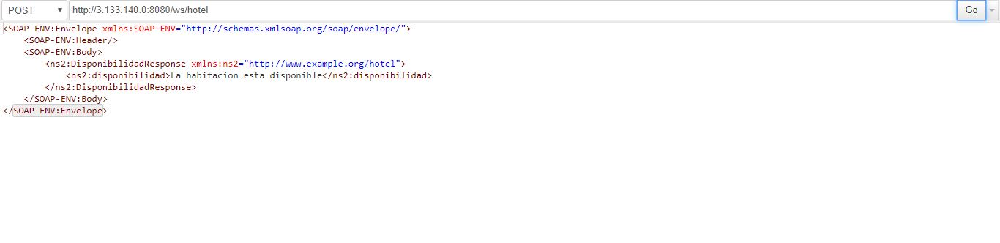 POST http://3.133.140.0:8080/ws/hotel Go
<SOAP-ENV:Envelope xmlns:SOAP-ENV="http://schemas.xmlsoap.org/soap/envelope/">
<SOAP-ENV:Header/>
<SOAP-ENV:Body>
<ns2:DisponibilidadResponse xmlns:ns2="http://www.example.org/hotel">
<ns2:disponibilidad>La habitacion esta disponible</ns2:disponibilidad>
</ns2:DisponibilidadResponse>
</SOAP-ENV:Body>
</SOAP-ENV:Envelope>